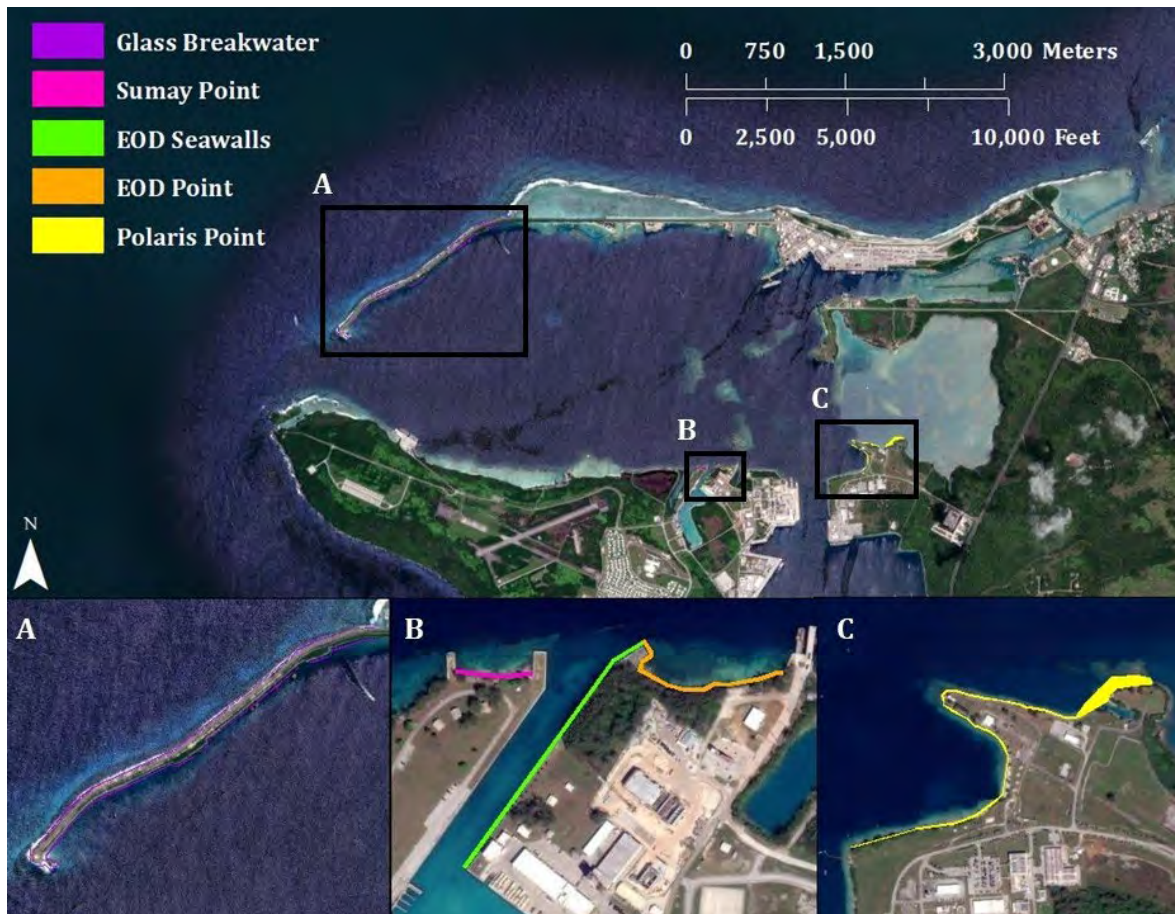 Glass Breakwater
Sumay Point
EOD Seawalls
EOD Point
Polaris Point
0 750 1,500 3,000 Meters
0 2,500 5,000 10,000 Feet
A
B
C
N
A
B
C